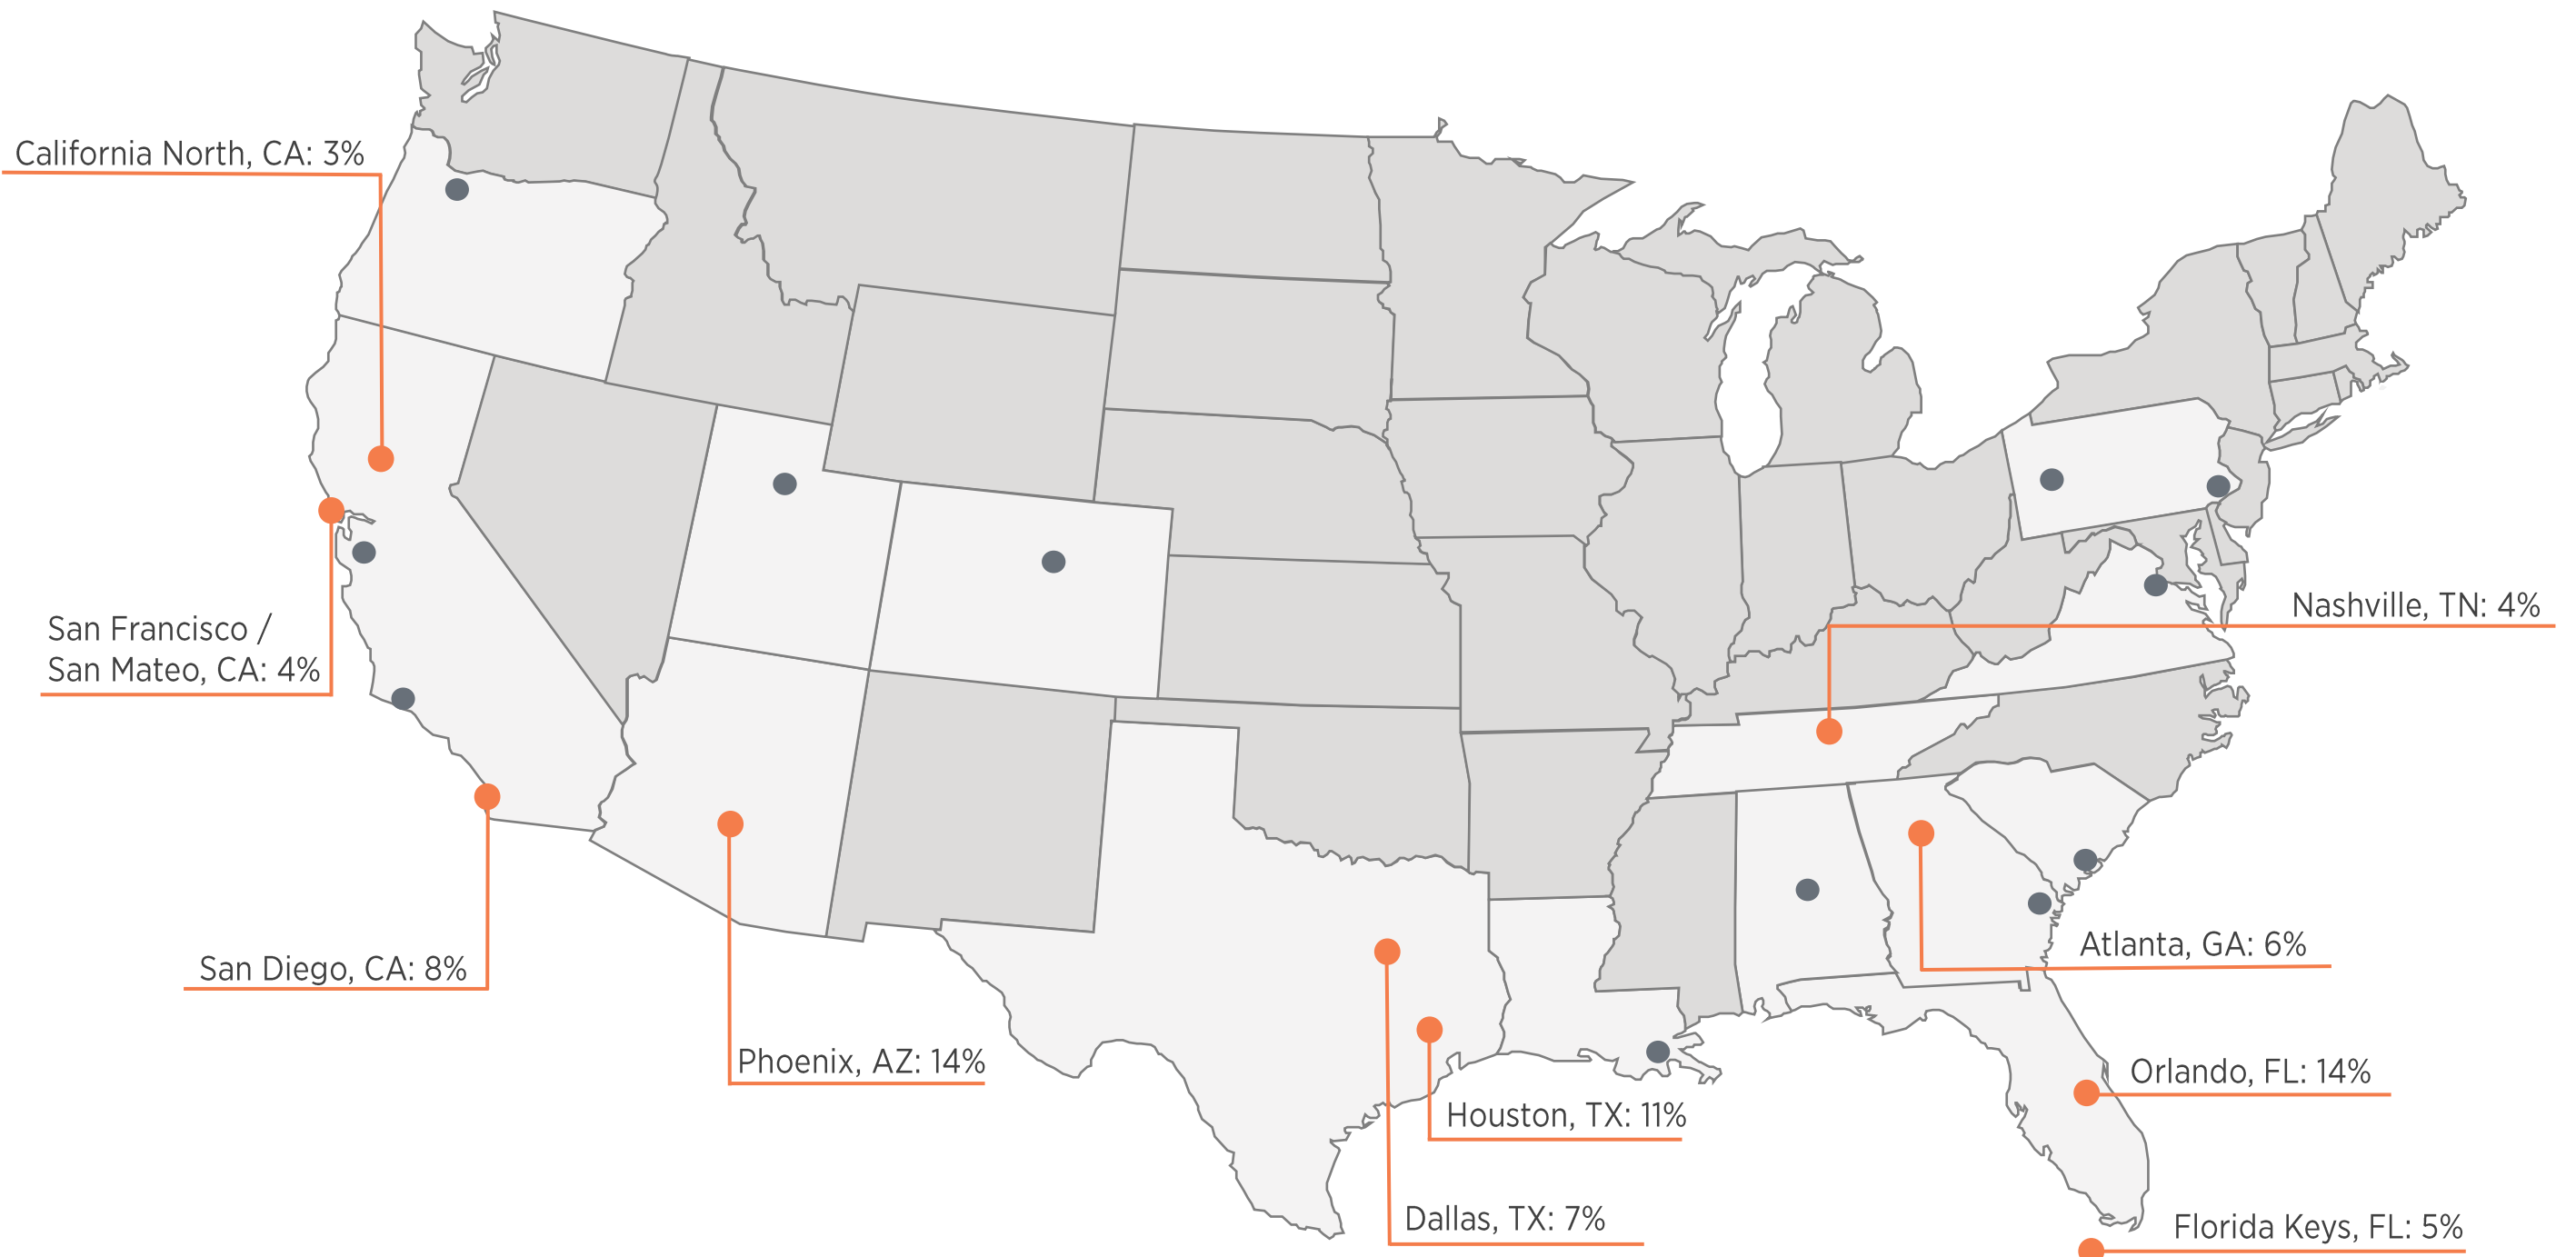 California North, CA: 3%
San Francisco /
San Mateo, CA: 4%
Nashville, TN: 4%
Atlanta, GA: 6%
San Diego, CA: 8%
Phoenix, AZ: 14%
Orlando, FL: 14%
Houston, TX: 11%
Dallas, TX: 7%
Florida Keys, FL: 5%